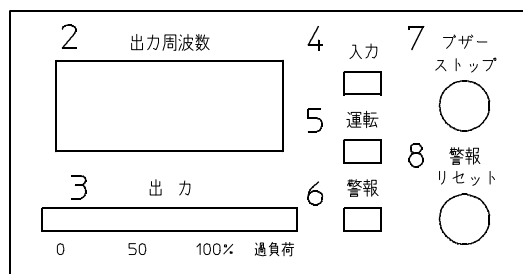 2 出力周波数
4 入力
7 ブザー
ストップ
5 運転
8 警報
リセット
3 出力
6 警報
0 50 100% 過負荷